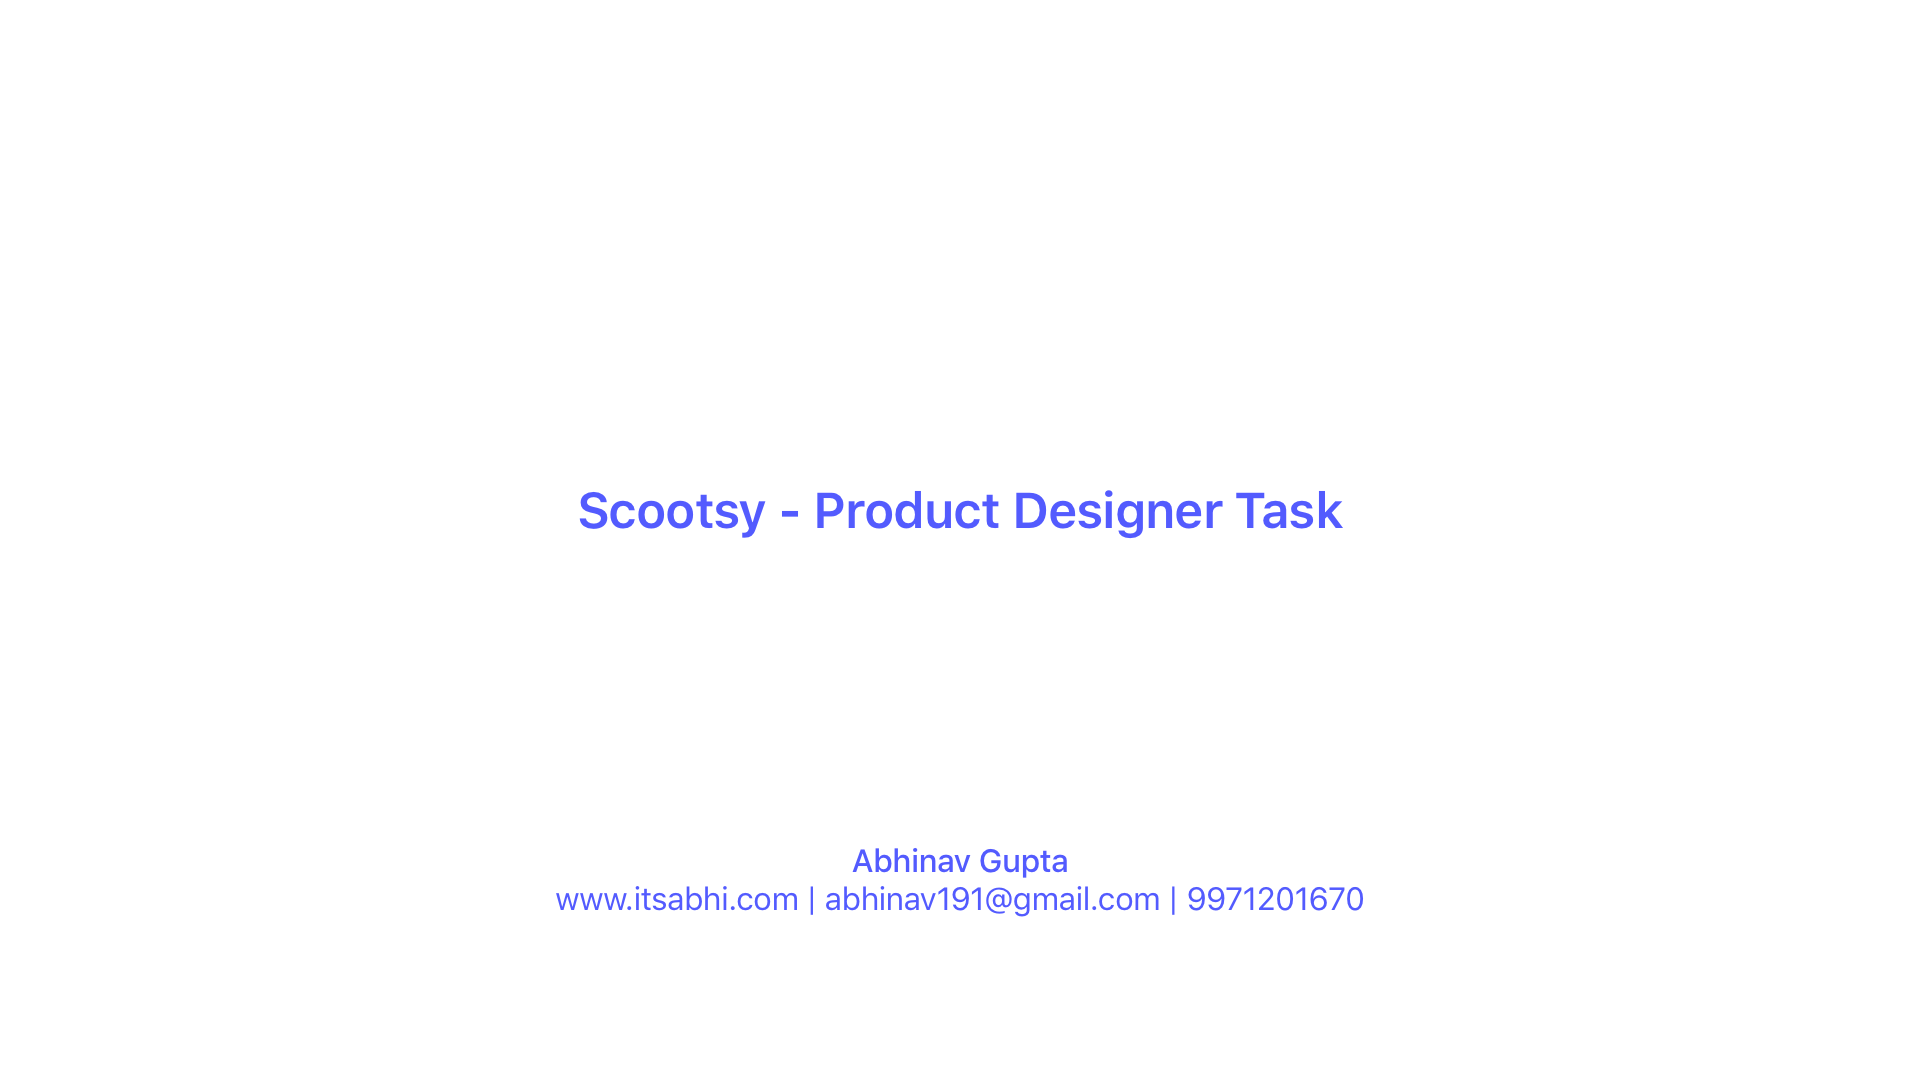 Scootsy - Product Designer Task
Abhinav Gupta
www.itsabhi.com | abhinav191@gmail.com | 9971201670